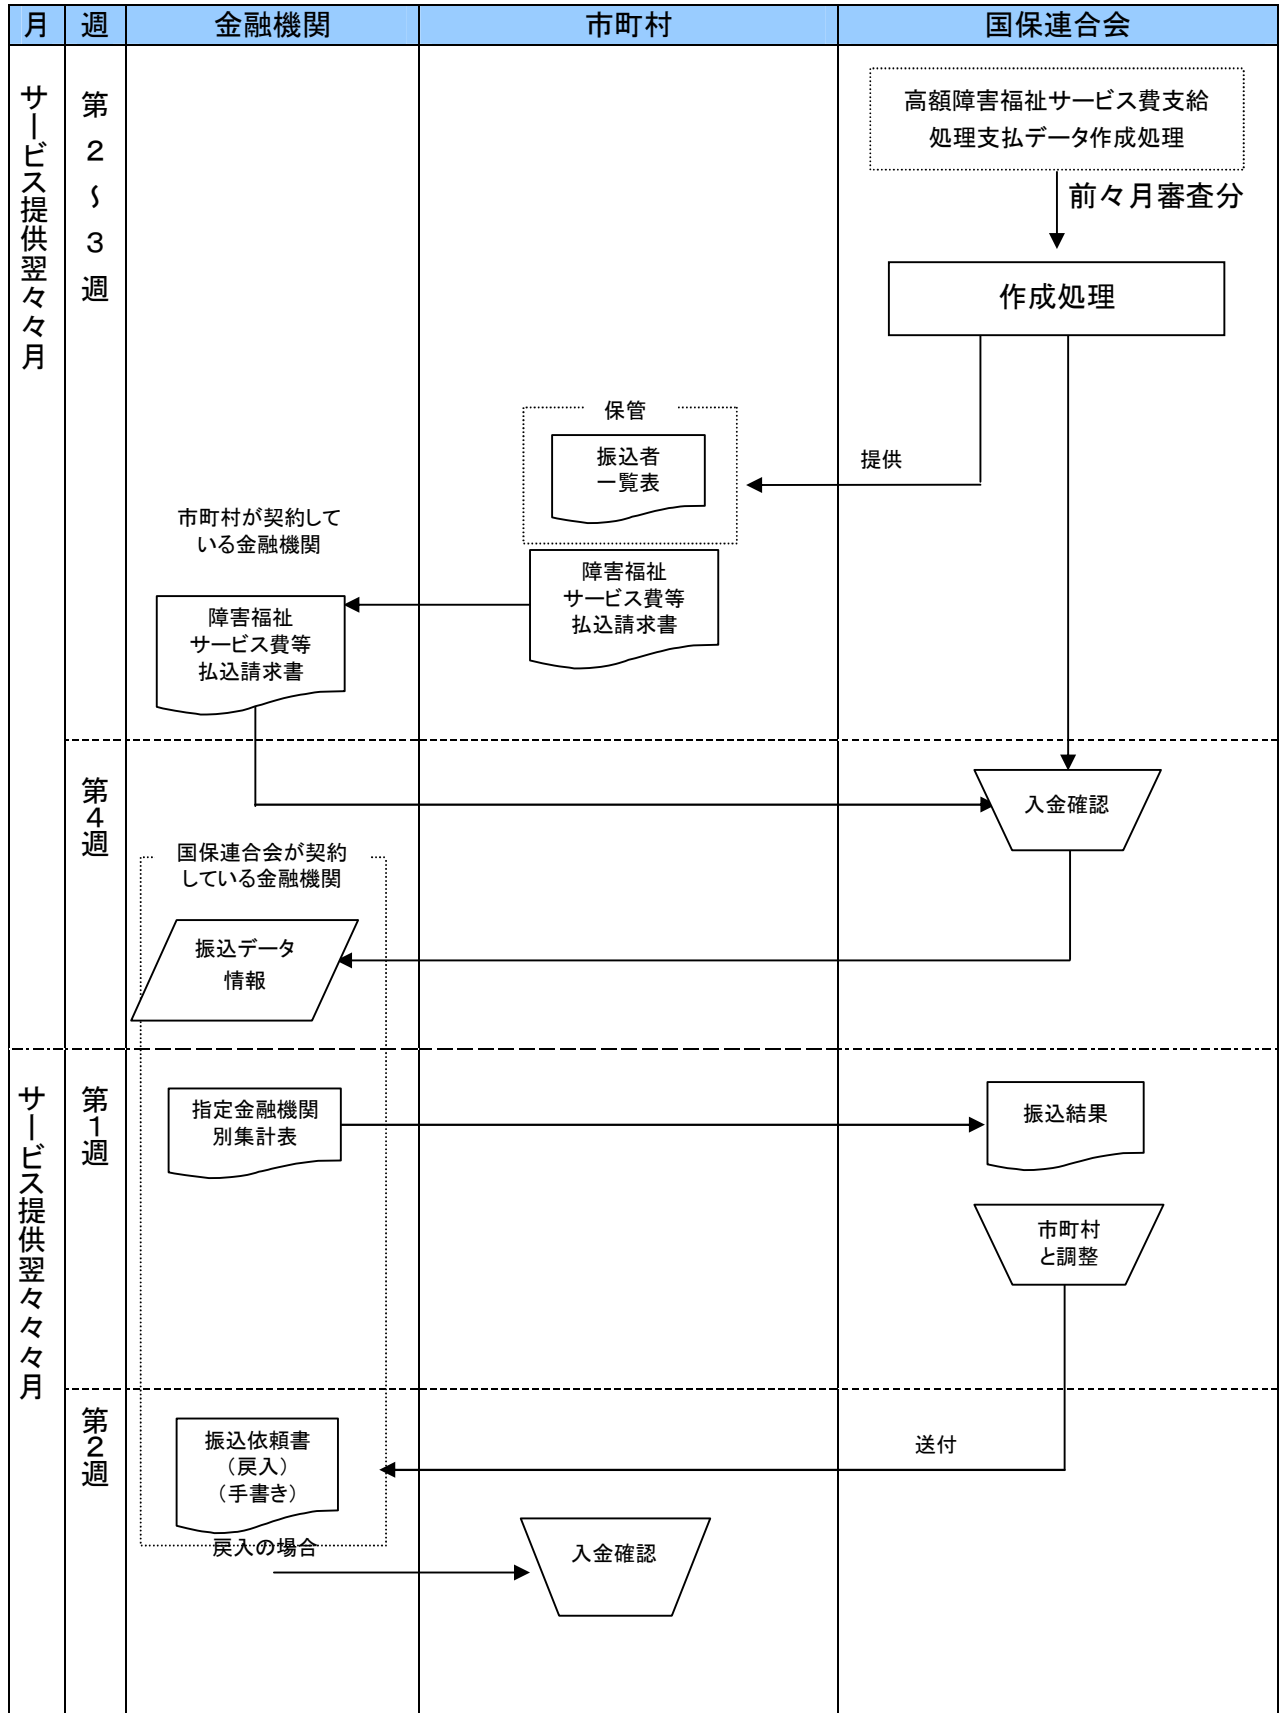 月
週
金融機関
市町村
国保連合会
サービス提供翌々月
第２～３週
高額障害福祉サービス費支給
処理支払データ作成処理
前々月審査分
作成処理
保管
振込者
一覧表
提供
市町村が契約して
いる金融機関
障害福祉
サービス費等
払込請求書
障害福祉
サービス費等
払込請求書
第４週
入金確認
国保連合会が契約
している金融機関
振込データ
情報
サービス提供翌々々月
第１週
指定金融機関
別集計表
振込結果
市町村
と調整
第２週
振込依頼書
（戻入）
（手書き）
送付
戻入の場合
入金確認